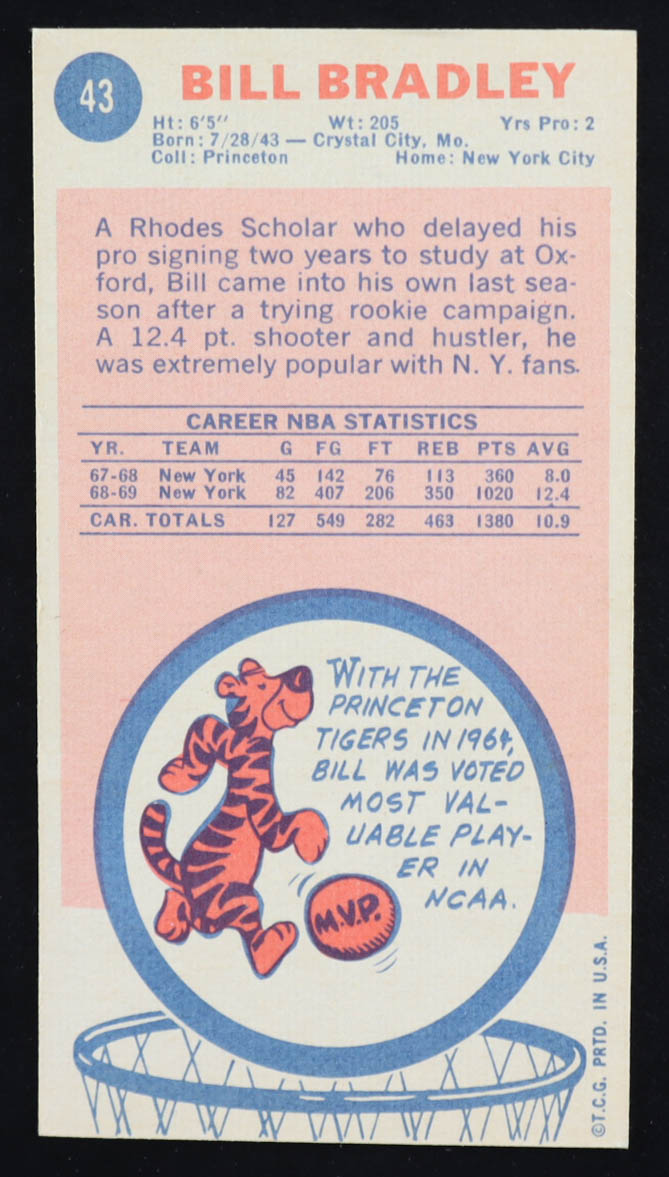 43
BILL BRADLEY
Ht: 6'5" Wt: 205 Yrs Pro: 2
Born: 7/28/43 — Crystal City, Mo.
Coll: Princeton Home: New York City
A Rhodes Scholar who delayed his
pro signing two years to study at Ox-
ford, Bill came into his own last sea-
son after a trying rookie campaign.
A 12.4 pt. shooter and hustler, he
was extremely popular with N. Y. fans.
CAREER NBA STATISTICS
YR. TEAM G FG FT REB PTS AVG
67-68 New York 45 142 76 113 360 8.0
68-69 New York 82 407 206 350 1020 12.4
CAR. TOTALS 127 549 282 463 1380 10.9
WITH THE
PRINCETON
TIGERS IN 1964,
BILL WAS VOTED
MOST VAL-
UABLE PLAY-
ER IN
NCAA.
M.V.P.
©T.C.G. PRTD. IN U.S.A.